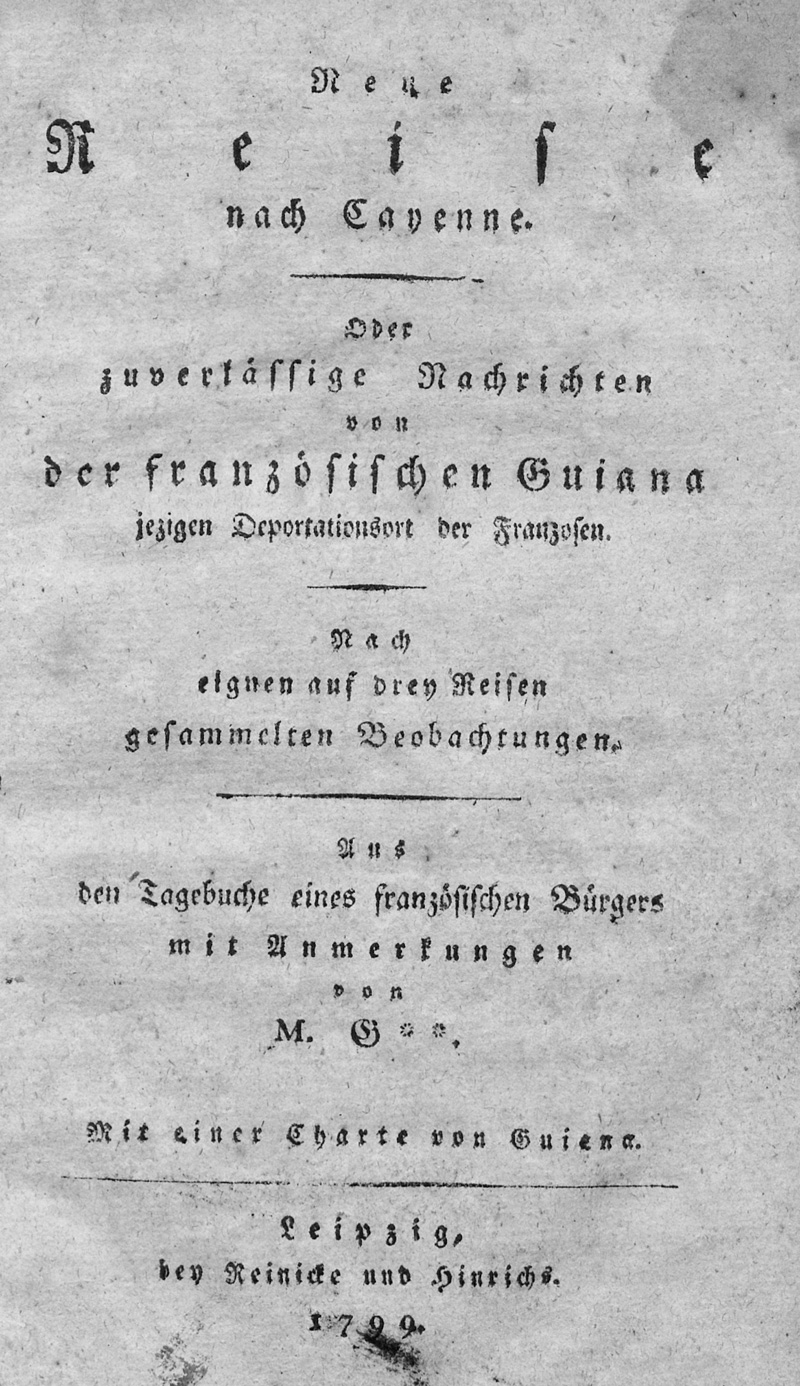 Neue
Reiſe
nach Cayenne.
Oder
zuverläſſige Nachrichten
von
der franzöſiſchen Guiana
jezigen Deportationsort der Franzoſen.
Nach
eignen auf drey Reiſen
geſammelten Beobachtungen.
Aus
den Tagebuche eines franzöſiſchen Bürgers
mit Anmerkungen
von
M. G**.
Mit einer Charte von Guiana.
Leipzig,
bey Reinicke und Hinrichs.
1799.